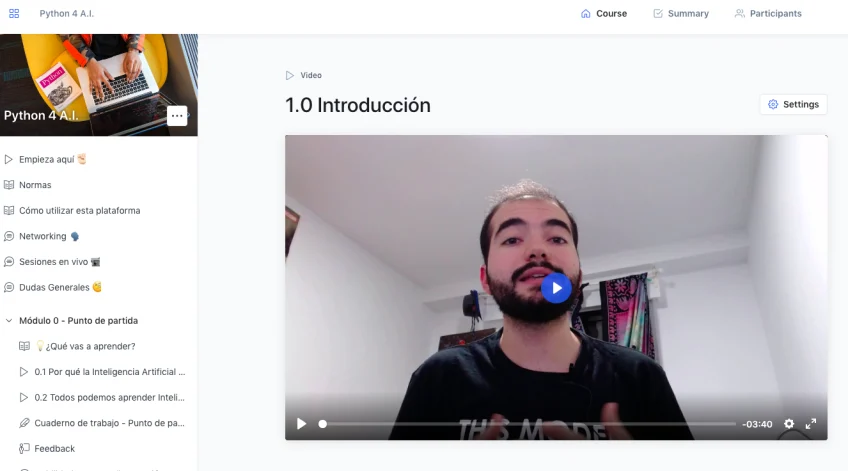 Python 4 A.I.
Course
Summary
Participants
Python
Python 4 A.I.
Empieza aquí
Normas
Cómo utilizar esta plataforma
Networking
Sesiones en vivo
Dudas Generales
Módulo 0 - Punto de partida
¿Qué vas a aprender?
0.1 Por qué la Inteligencia Artificial ...
0.2 Todos podemos aprender Inteli...
Cuaderno de trabajo - Punto de pa...
Feedback
Video
1.0 Introducción
Settings
THIS MODE
-03:40